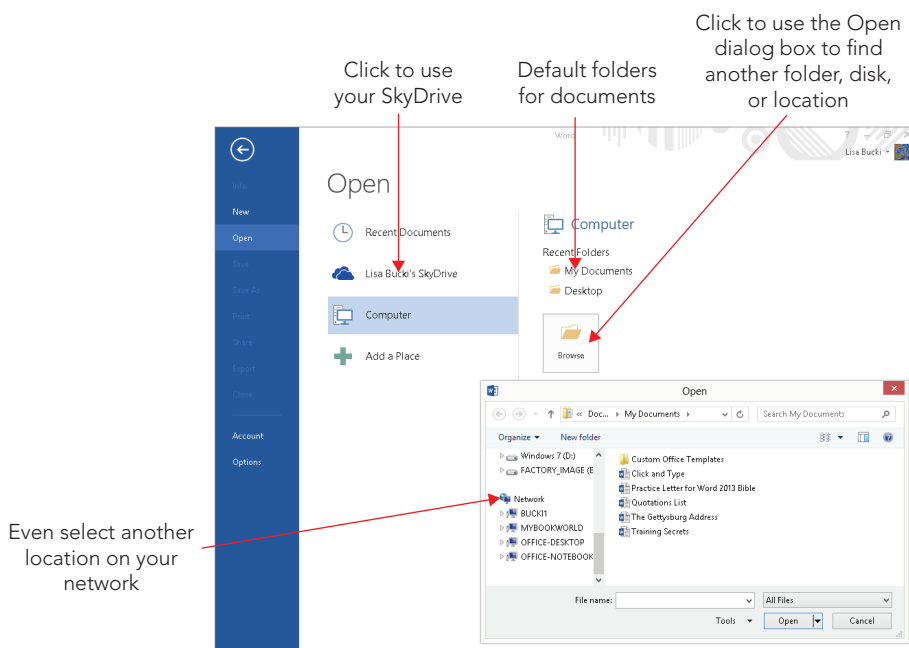 Click to use the Open
dialog box to find
another folder, disk,
or location
Click to use
your SkyDrive
Default folders
for documents
Word
?
Lisa Bucki
Info
New
Open
Save
Save As
Print
Share
Export
Close
Account
Options
Open
Recent Documents
Lisa Bucki's SkyDrive
Computer
Add a Place
Computer
Recent Folders
My Documents
Desktop
Browse
Open
« Doc... My Documents
Search My Documents
Organize
New folder
Windows 7 (D:)
FACTORY_IMAGE (E
Network
BUCKI1
MYBOOKWORLD
OFFICE-DESKTOP
OFFICE-NOTEBOOK
Custom Office Templates
Click and Type
Practice Letter for Word 2013 Bible
Quotations List
The Gettysburg Address
Training Secrets
File name:
All Files
Tools
Open
Cancel
Even select another
location on your
network